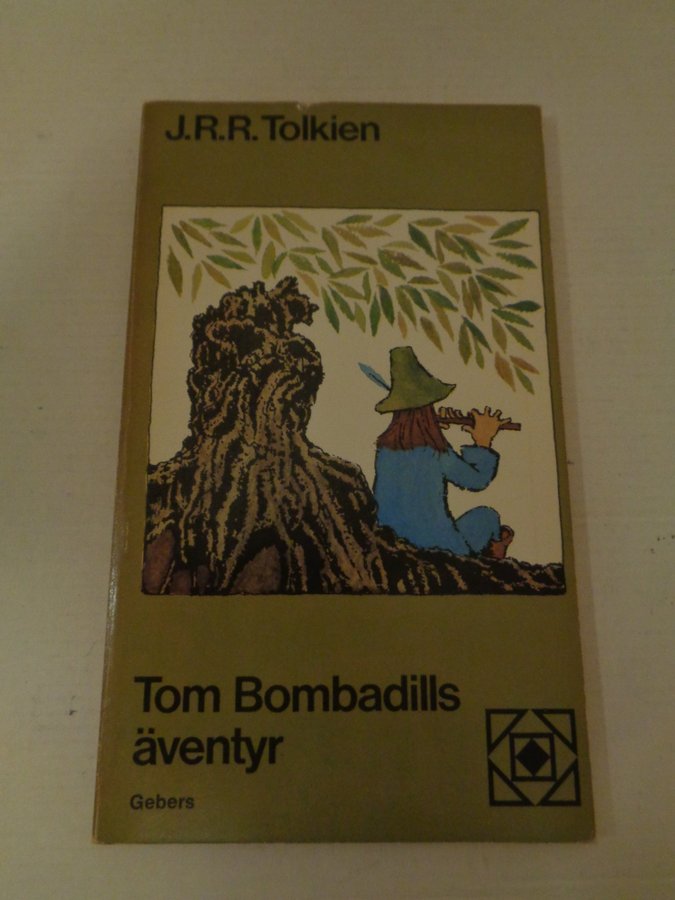 J.R.R. Tolkien
Tom Bombadills
äventyr
Gebers